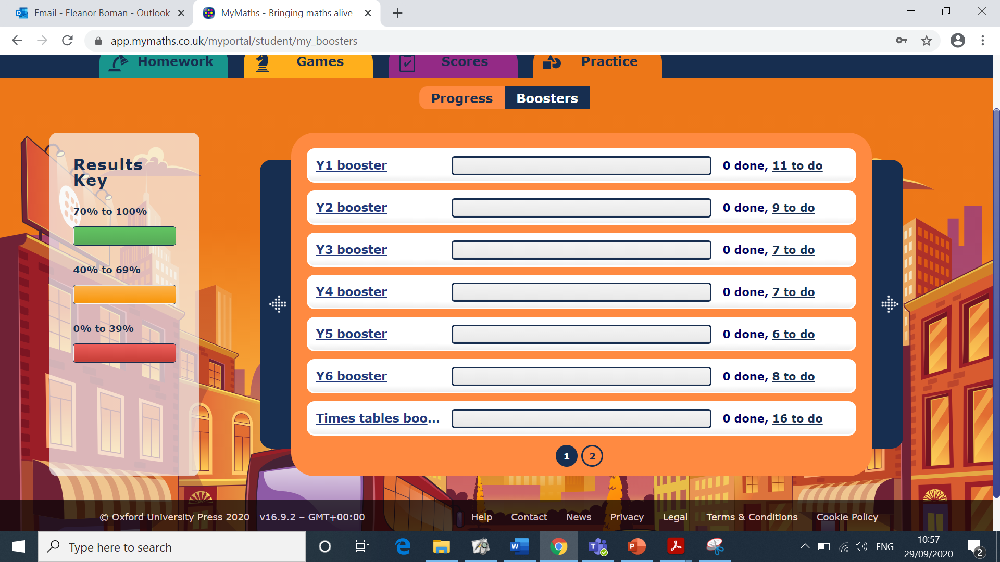 Email - Eleanor Boman - Outlook
MyMaths - Bringing maths alive
app.mymaths.co.uk/myportal/student/my_boosters
Homework
Games
Scores
Practice
Progress
Boosters
Results
Key
70% to 100%
40% to 69%
0% to 39%
Y1 booster 0 done, 11 to do
Y2 booster 0 done, 9 to do
Y3 booster 0 done, 7 to do
Y4 booster 0 done, 7 to do
Y5 booster 0 done, 6 to do
Y6 booster 0 done, 8 to do
Times tables boo... 0 done, 16 to do
1 2
© Oxford University Press 2020 v16.9.2 – GMT+00:00 Help Contact News Privacy Legal Terms & Conditions Cookie Policy
Type here to search
ENG
10:57
29/09/2020
2